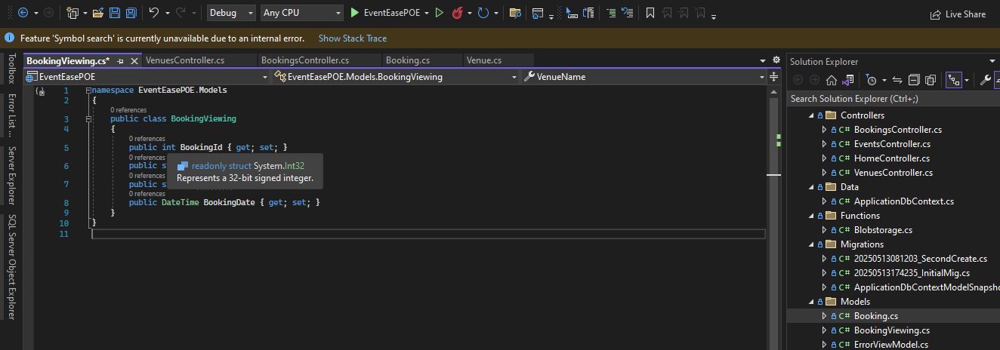 Debug
Any CPU
EventEasePOE
Live Share
Feature 'Symbol search' is currently unavailable due to an internal error. Show Stack Trace
Toolbox
Error List ...
Server Explorer
SQL Server Object Explorer
BookingViewing.cs*
VenuesController.cs
BookingsController.cs
Booking.cs
Venue.cs
EventEasePOE
EventEasePOE.Models.BookingViewing
VenueName
1 namespace EventEasePOE.Models
2 {
0 references
3 public class BookingViewing
4 {
0 references
5 public int BookingId { get; set; }
0 references
6 public s
0 references
7 public s
0 references
8 public DateTime BookingDate { get; set; }
9 }
10 }
11
readonly struct System.Int32
Represents a 32-bit signed integer.
Solution Explorer
Search Solution Explorer (Ctrl+;)
Controllers
C# BookingsController.cs
C# EventsController.cs
C# HomeController.cs
C# VenuesController.cs
Data
C# ApplicationDbContext.cs
Functions
C# Blobstorage.cs
Migrations
C# 20250513081203_SecondCreate.cs
C# 20250513174235_InitialMig.cs
C# ApplicationDbContextModelSnapsh
Models
C# Booking.cs
C# BookingViewing.cs
C# ErrorViewModel.cs